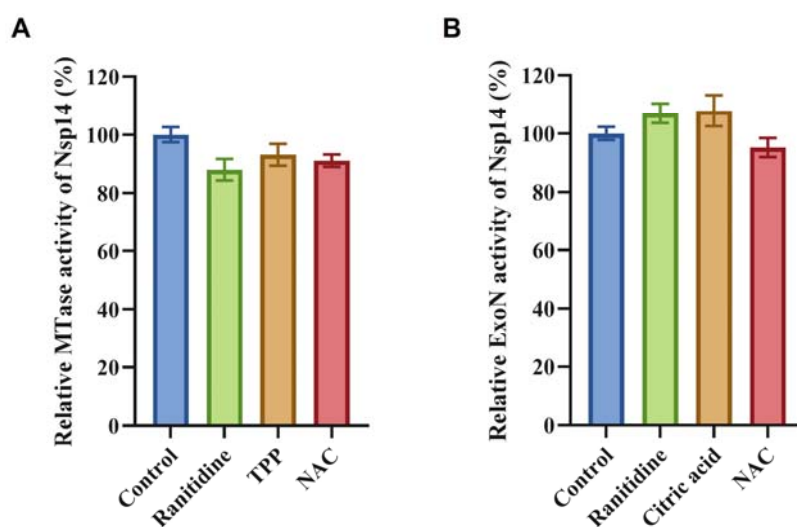 A
Relative MTase activity of Nsp14 (%)
120
100
80
60
40
20
0
Control
Ranitidine
TPP
NAC
B
Relative ExoN activity of Nsp14 (%)
120
100
80
60
40
20
0
Control
Ranitidine
Citric acid
NAC